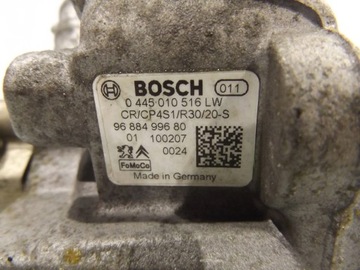 BOSCH 011
0 445 010 516 LW
CR/CP4S1/R30/20-S
96 884 996 80
01 100207
0024
FoMoCo
Made in Germany